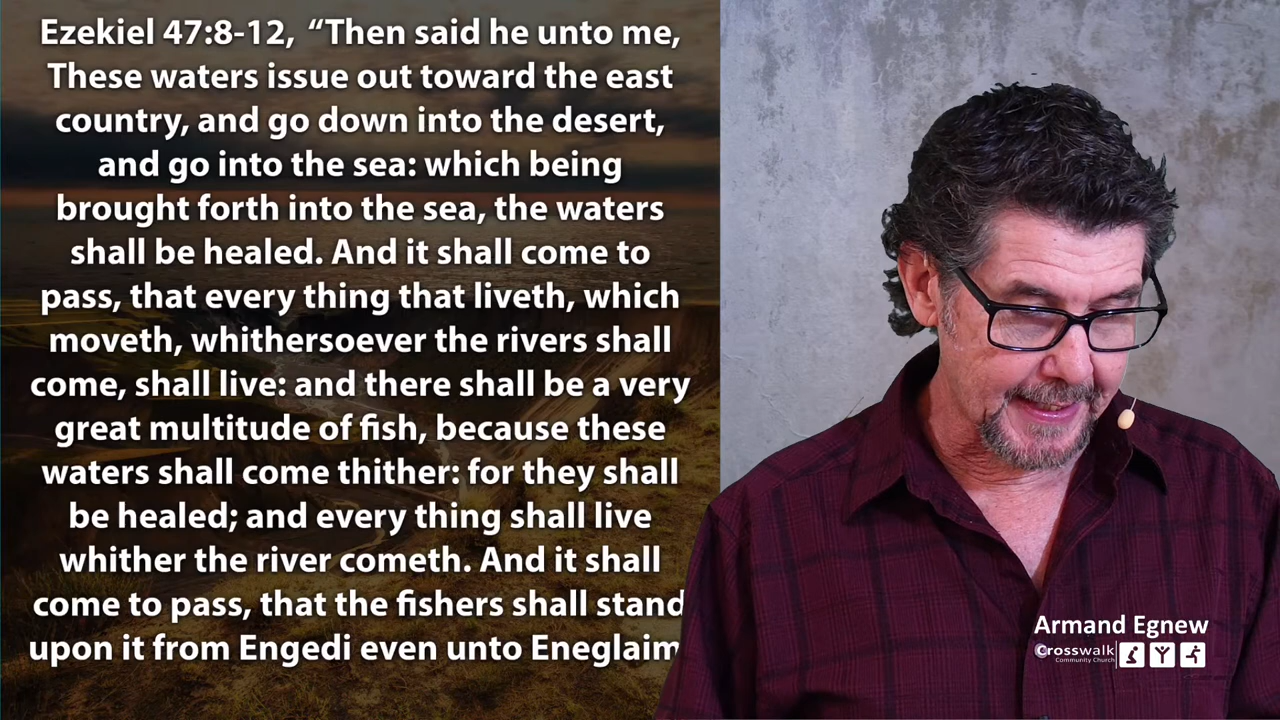 Ezekiel 47:8-12, “Then said he unto me,
These waters issue out toward the east
country, and go down into the desert,
and go into the sea: which being
brought forth into the sea, the waters
shall be healed. And it shall come to
pass, that every thing that liveth, which
moveth, whithersoever the rivers shall
come, shall live: and there shall be a very
great multitude of fish, because these
waters shall come thither: for they shall
be healed; and every thing shall live
whither the river cometh. And it shall
come to pass, that the fishers shall stand
upon it from Engedi even unto Eneglaim
Armand Egnew
Crosswalk
Community Church